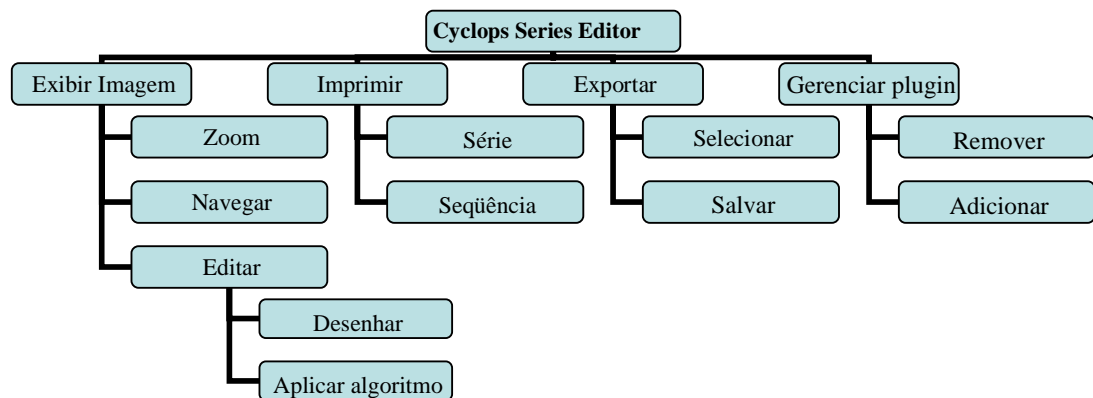 Cyclops Series Editor
Exibir Imagem
Imprimir
Exportar
Gerenciar plugin
Zoom
Série
Selecionar
Remover
Navegar
Seqüência
Salvar
Adicionar
Editar
Desenhar
Aplicar algoritmo